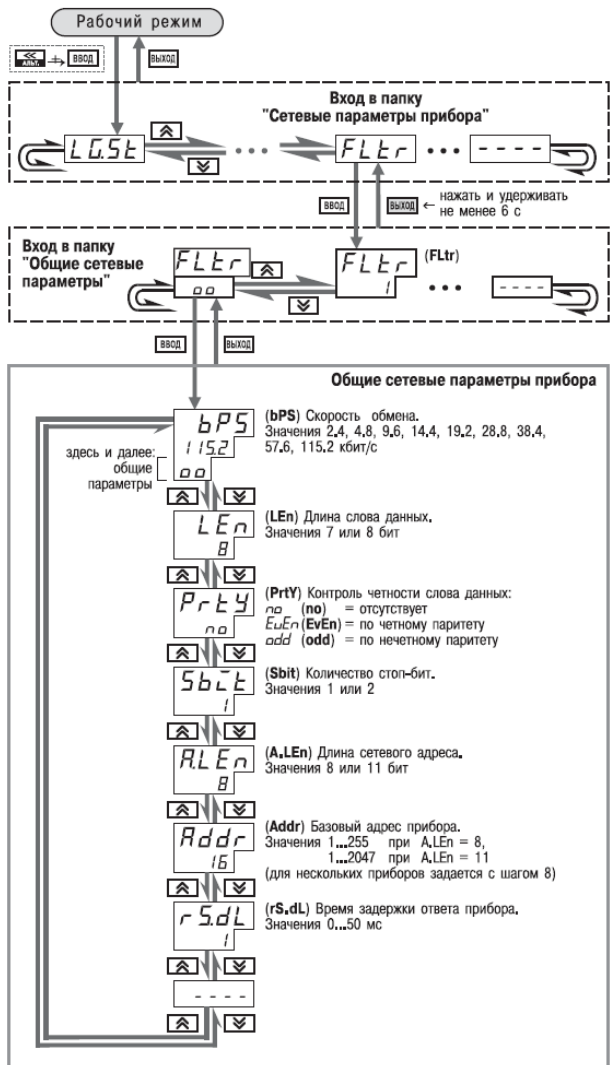 Рабочий режим
<<
АЛЬТ.
ВВОД
ВЫХОД
Вход в папку
"Сетевые параметры прибора"
LG.St
FLtr
- - - -
ВВОД
ВЫХОД
← нажать и удерживать
не менее 6 с
Вход в папку
"Общие сетевые
параметры"
FLtr
oo
FLtr
1
(FLtr)
- - - -
ВВОД
ВЫХОД
Общие сетевые параметры прибора
bPS
115.2
oo
здесь и далее:
общие
параметры
(bPS) Скорость обмена.
Значения 2.4, 4.8, 9.6, 14.4, 19.2, 28.8, 38.4,
57.6, 115.2 кбит/с
LEn
8
(LEn) Длина слова данных.
Значения 7 или 8 бит
PrtY
no
(PrtY) Контроль четности слова данных:
no (no) = отсутствует
EvEn (EvEn) = по четному паритету
odd (odd) = по нечетному паритету
Sbit
1
(Sbit) Количество стоп-бит.
Значения 1 или 2
A.LEn
8
(A.LEn) Длина сетевого адреса.
Значения 8 или 11 бит
Addr
16
(Addr) Базовый адрес прибора.
Значения 1...255 при A.LEn = 8,
1...2047 при A.LEn = 11
(для нескольких приборов задается с шагом 8)
rS.dL
1
(rS.dL) Время задержки ответа прибора.
Значения 0...50 мс
- - - -